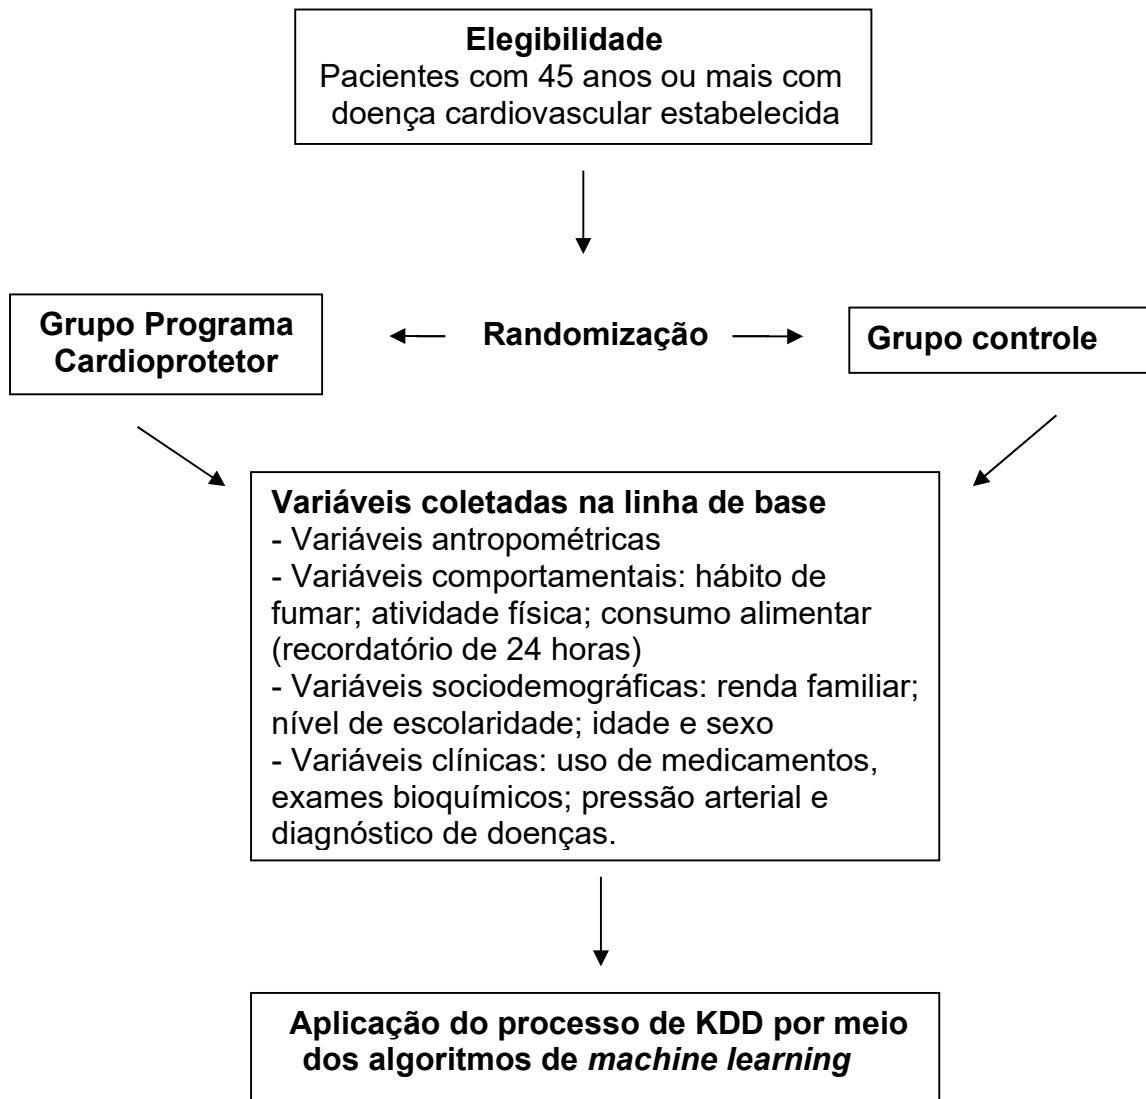 Elegibilidade
Pacientes com 45 anos ou mais com
doença cardiovascular estabelecida
Grupo Programa
Cardioprotetor
Randomização
Grupo controle
Variáveis coletadas na linha de base
- Variáveis antropométricas
- Variáveis comportamentais: hábito de
fumar; atividade física; consumo alimentar
(recordatório de 24 horas)
- Variáveis sociodemográficas: renda familiar;
nível de escolaridade; idade e sexo
- Variáveis clínicas: uso de medicamentos,
exames bioquímicos; pressão arterial e
diagnóstico de doenças.
Aplicação do processo de KDD por meio
dos algoritmos de machine learning